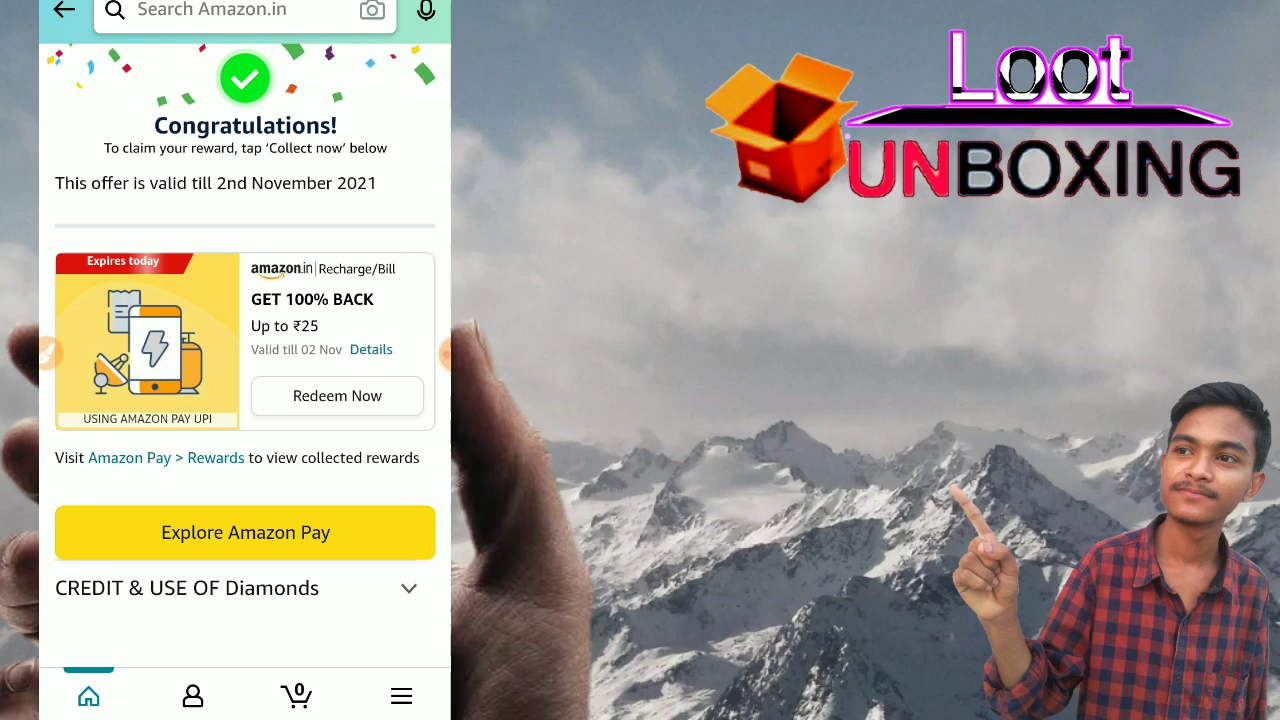 Search Amazon.in
Congratulations!
To claim your reward, tap ‘Collect now’ below
This offer is valid till 2nd November 2021
Expires today
amazon.in | Recharge/Bill
GET 100% BACK
Up to ₹25
Valid till 02 Nov Details
Redeem Now
USING AMAZON PAY UPI
Visit Amazon Pay > Rewards to view collected rewards
Explore Amazon Pay
CREDIT & USE OF Diamonds
0
Loot
UNBOXING